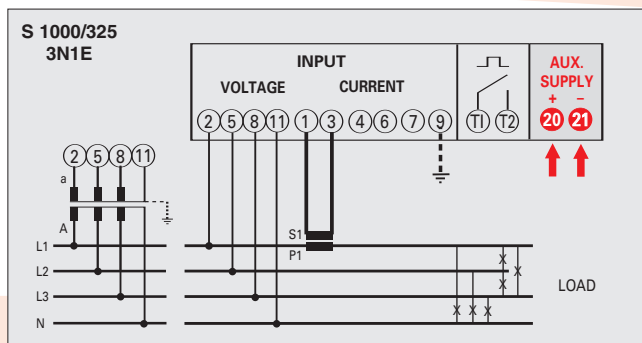 S 1000/325
3N1E
INPUT
VOLTAGE CURRENT
AUX.
SUPPLY
+ −
2 5 8 11 1 3 4 6 7 9 T1 T2 20 21
2 5 8 11
a
A
S1
P1
L1
L2
L3
N
LOAD